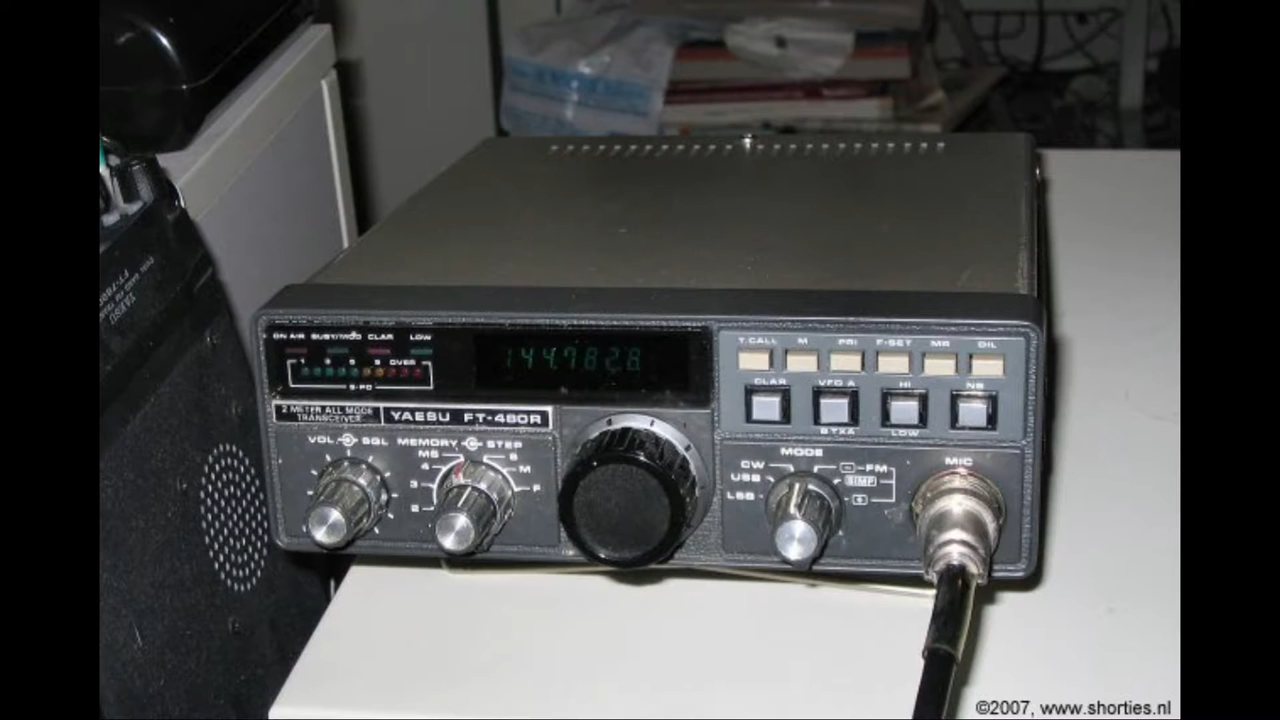 ON AIR BUSY/MOD CLAR LOW
1 3 5 9 OVER
S-PO
144.7828
2 METER ALL MODE
TRANSCEIVER
YAESU FT-480R
VOL SQL MEMORY STEP
MS
4
3
2
S
M
F
T.CALL M PRI F-SET MR DIL
CLAR VFO A HI NB
B TXA LOW
MODE
CW
USB
LSB
- FM
SIMP
MIC
YAESU
©2007, www.shorties.nl